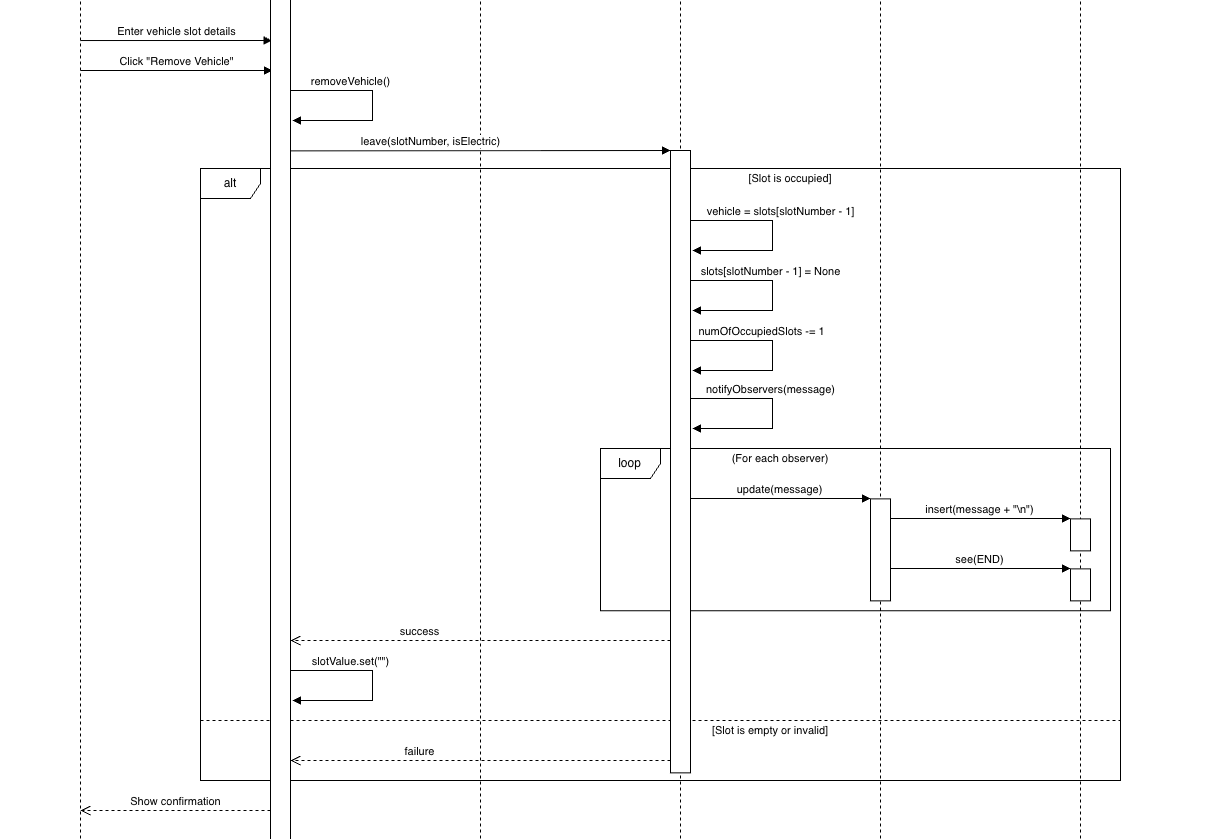 Enter vehicle slot details
Click "Remove Vehicle"
removeVehicle()
leave(slotNumber, isElectric)
alt
[Slot is occupied]
vehicle = slots[slotNumber - 1]
slots[slotNumber - 1] = None
numOfOccupiedSlots -= 1
notifyObservers(message)
loop
(For each observer)
update(message)
insert(message + "\n")
see(END)
success
slotValue.set("")
[Slot is empty or invalid]
failure
Show confirmation